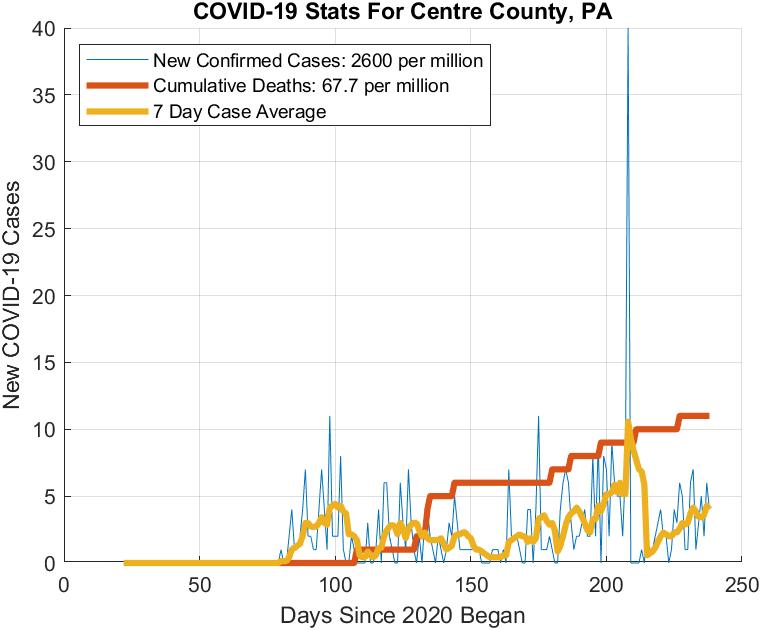 COVID-19 Stats For Centre County, PA
New Confirmed Cases: 2600 per million
Cumulative Deaths: 67.7 per million
7 Day Case Average
New COVID-19 Cases
40
35
30
25
20
15
10
5
0
0 50 100 150 200 250
Days Since 2020 Began